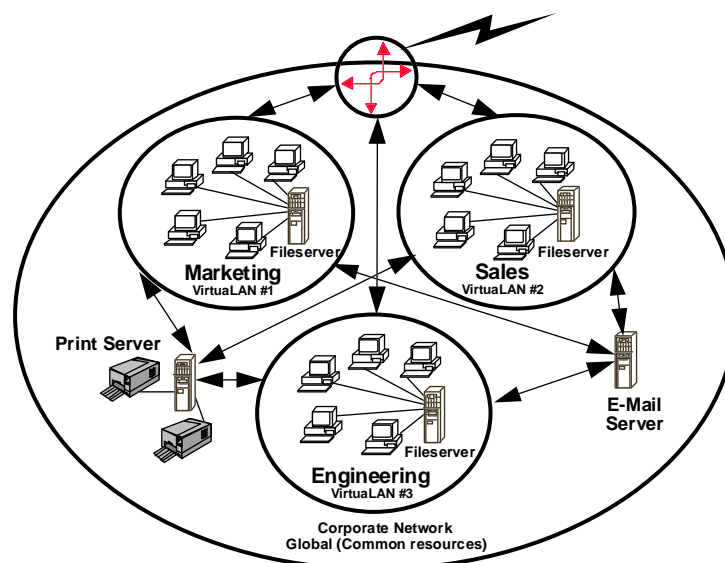 Fileserver
Marketing
VirtuaLAN #1
Fileserver
Sales
VirtuaLAN #2
Print Server
E-Mail
Server
Fileserver
Engineering
VirtuaLAN #3
Corporate Network
Global (Common resources)